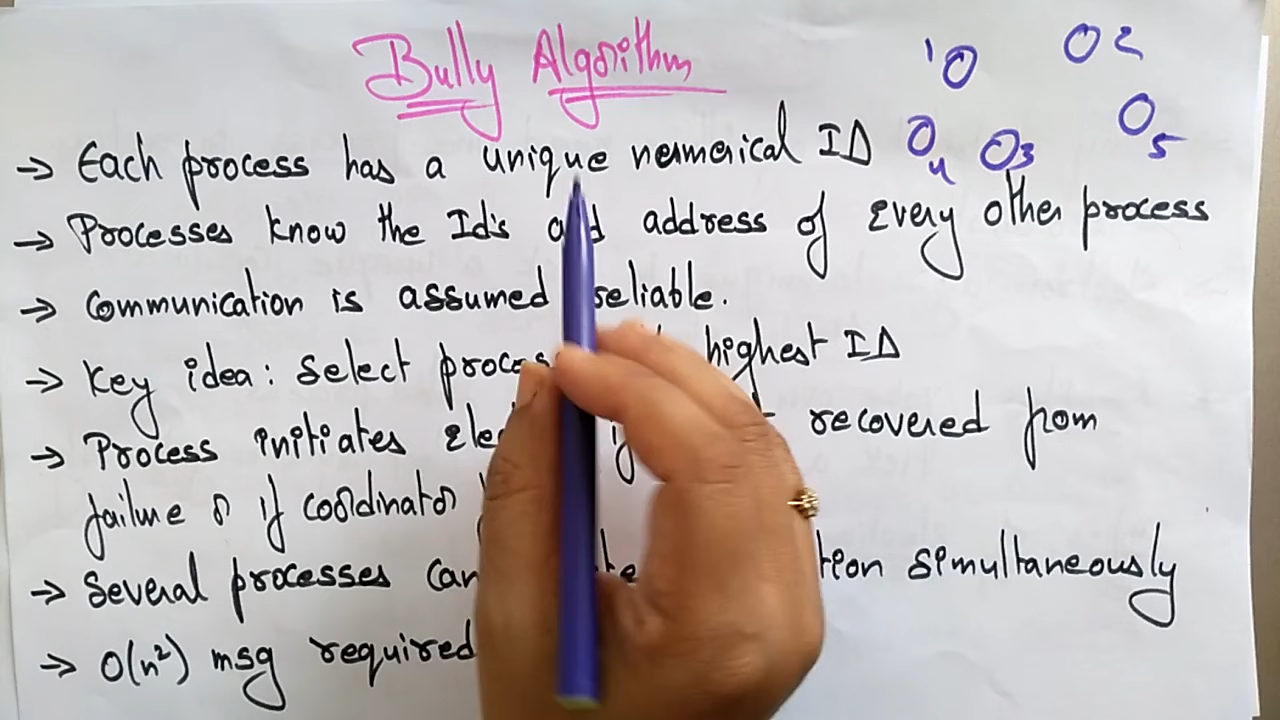 Bully Algorithm
1 O O 2
O 4 O 3 O 5
→ Each process has a unique numerical ID
→ Processes know the Id's and address of Every other process
→ Communication is assumed reliable.
→ Key idea: Select process highest ID
→ Process initiates if recovered from
failure or if coordinator
→ Several processes can simultaneously
→ O(n²) msg required